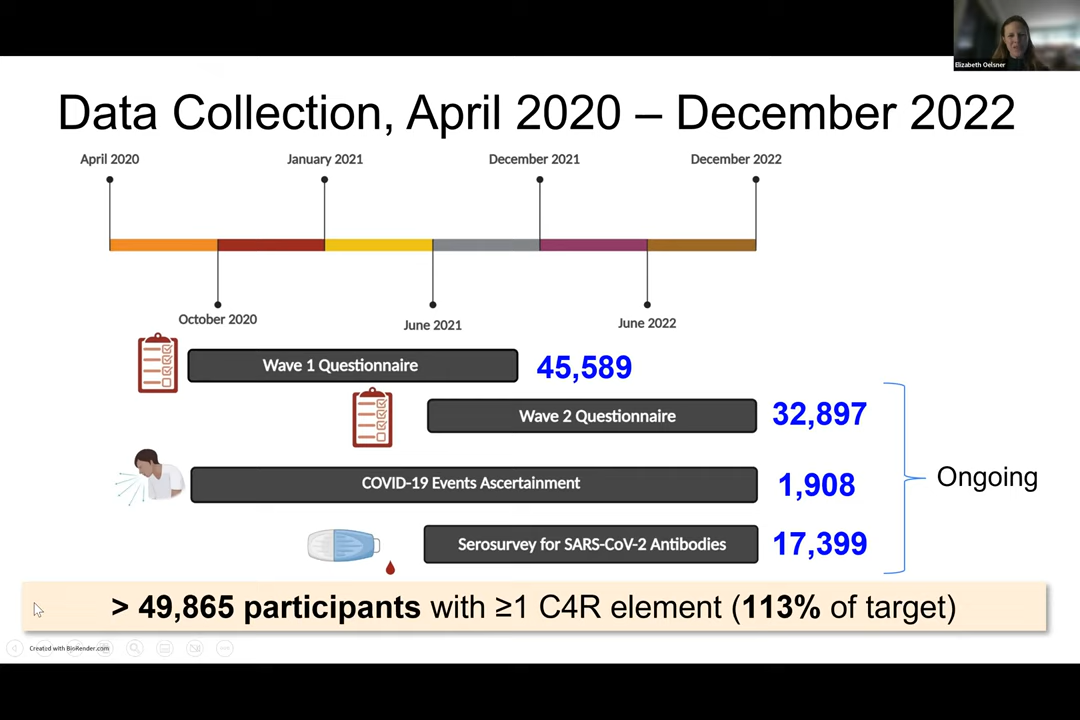 Elizabeth Oelsner
Data Collection, April 2020 – December 2022
April 2020
January 2021
December 2021
December 2022
October 2020
June 2021
June 2022
Wave 1 Questionnaire
45,589
Wave 2 Questionnaire
32,897
COVID-19 Events Ascertainment
1,908
Ongoing
Serosurvey for SARS-CoV-2 Antibodies
17,399
> 49,865 participants with ≥1 C4R element (113% of target)
Created with BioRender.com